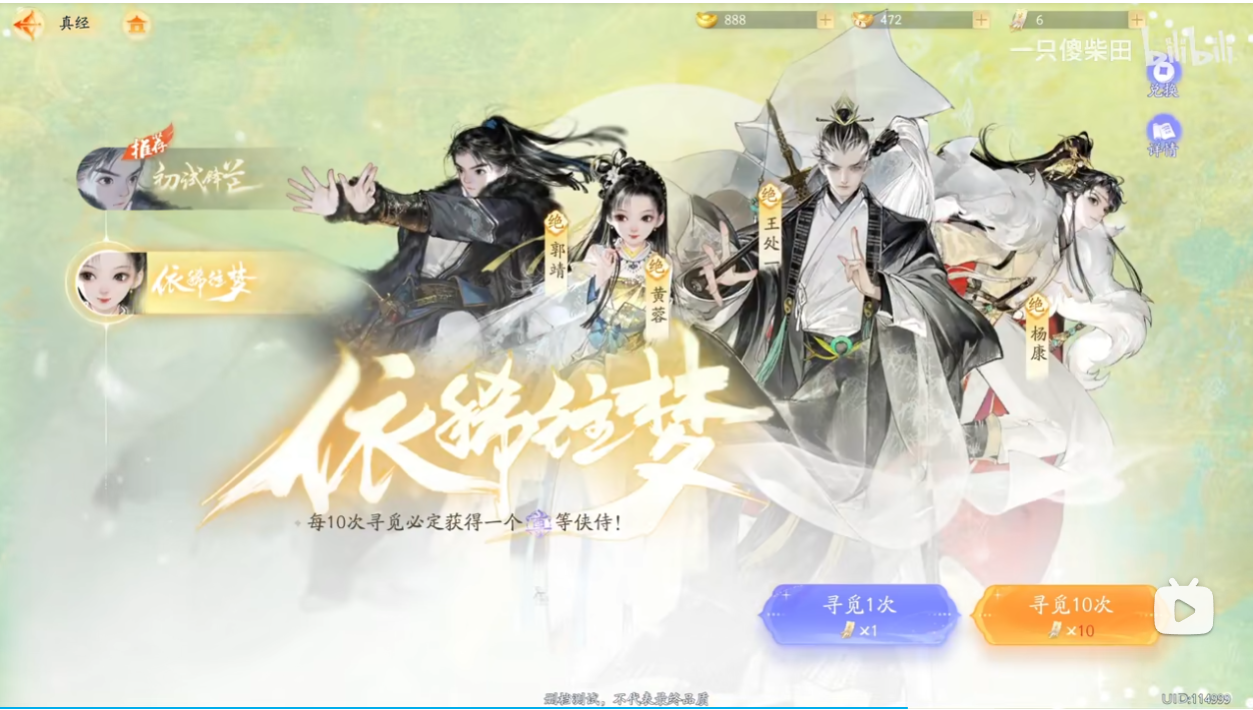 真经
888
472
6
一只傻柴田 bilibili
兑换
详情
推荐
初试锋芒
依稀往梦
绝 郭靖
绝 黄蓉
绝 王处一
绝 杨康
依稀往梦
每10次寻觅必定获得一个 等侠侍!
寻觅1次
×1
寻觅10次
×10
删档测试,不代表最终品质
UID:114999